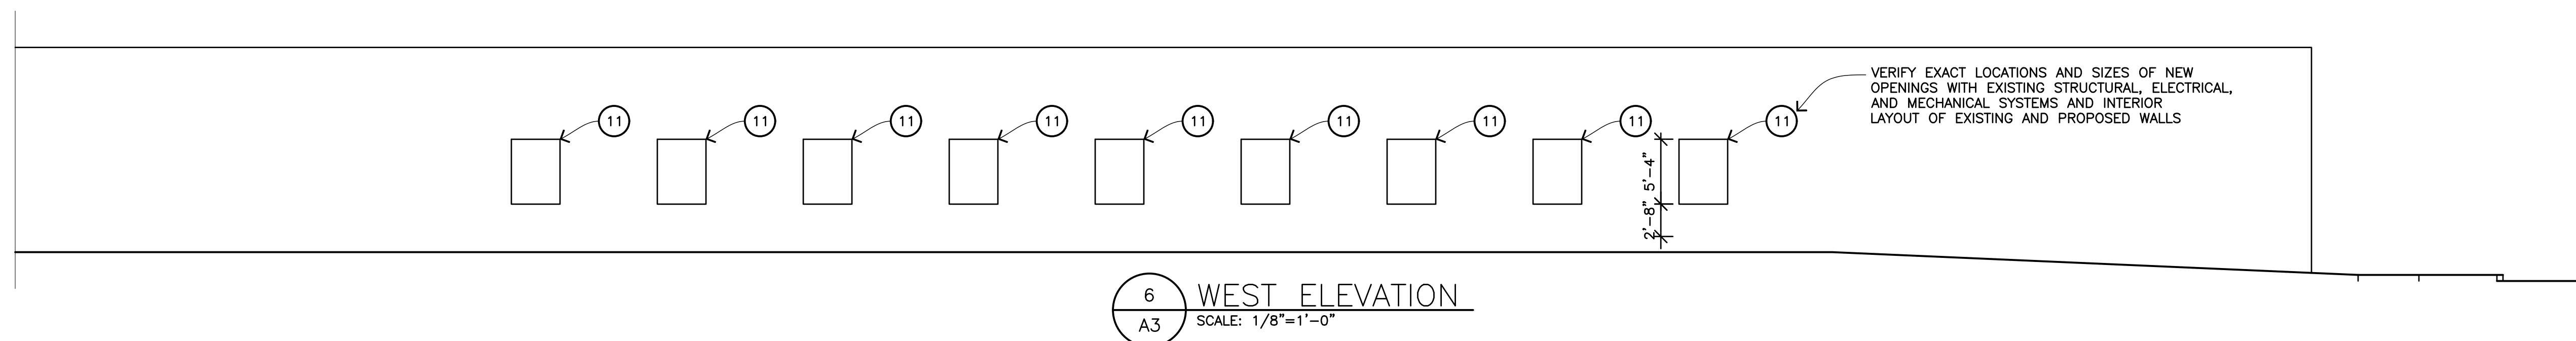 VERIFY EXACT LOCATIONS AND SIZES OF NEW
OPENINGS WITH EXISTING STRUCTURAL, ELECTRICAL,
AND MECHANICAL SYSTEMS AND INTERIOR
LAYOUT OF EXISTING AND PROPOSED WALLS
11 11 11 11 11 11 11 11 11
5'-4"
2'-8"
6
A3
WEST ELEVATION
SCALE: 1/8"=1'-0"